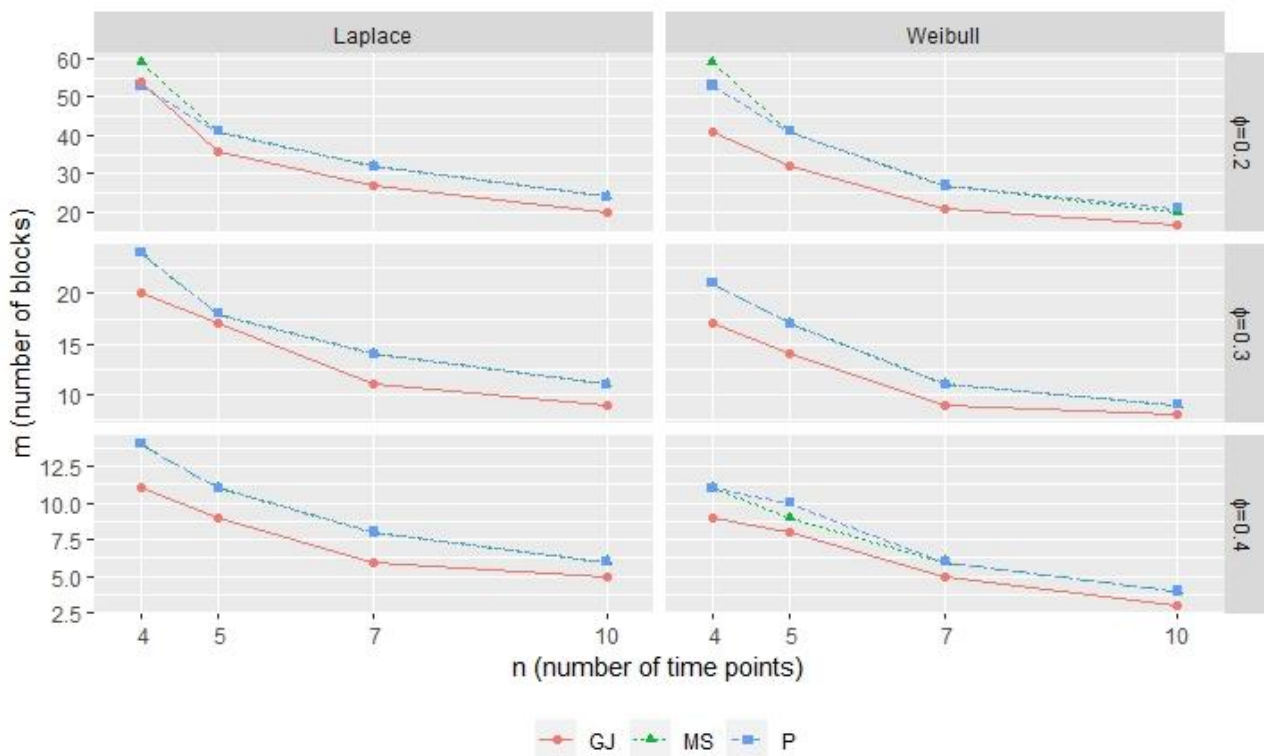 Laplace Weibull
60
50
40
30
20
ϕ=0.2
20
15
10
ϕ=0.3
12.5
10.0
7.5
5.0
2.5
ϕ=0.4
m (number of blocks)
4 5 7 10 4 5 7 10
n (number of time points)
GJ MS P